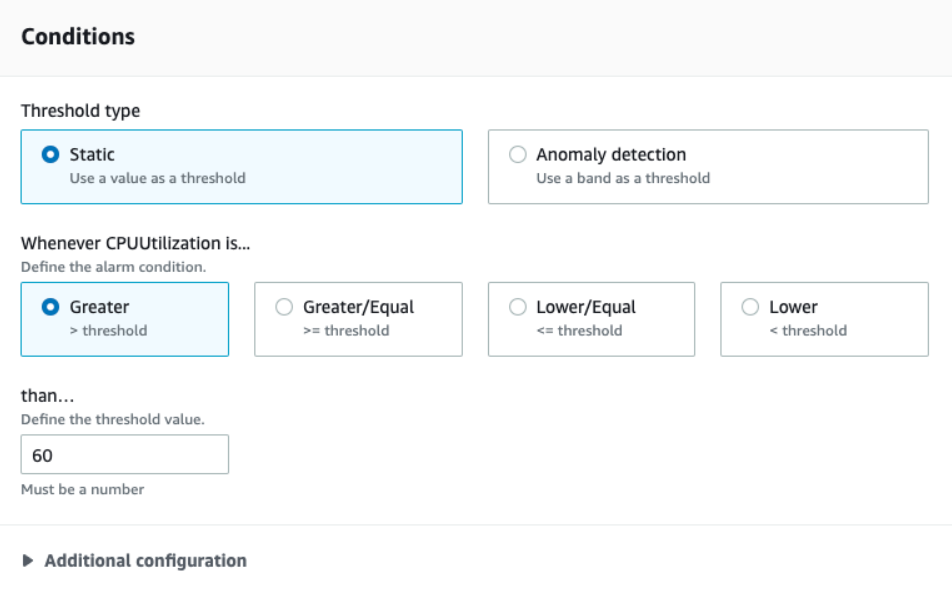 Conditions
Threshold type
Static
Use a value as a threshold
Anomaly detection
Use a band as a threshold
Whenever CPUUtilization is...
Define the alarm condition.
Greater
> threshold
Greater/Equal
>= threshold
Lower/Equal
<= threshold
Lower
< threshold
than…
Define the threshold value.
60
Must be a number
Additional configuration